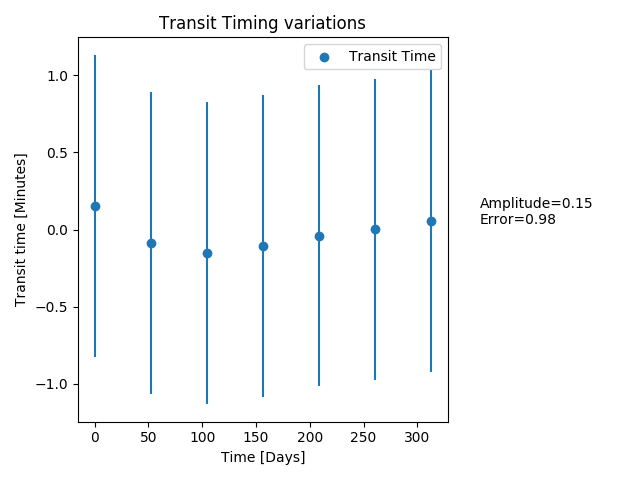 Transit Timing variations
Transit Time
1.0
0.5
0.0
−0.5
−1.0
Transit time [Minutes]
0 50 100 150 200 250 300
Time [Days]
Amplitude=0.15
Error=0.98